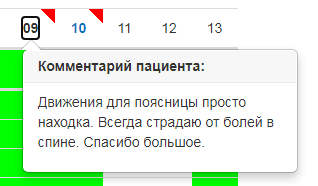 09 10 11 12 13
Комментарий пациента:
Движения для поясницы просто
находка. Всегда страдаю от болей в
спине. Спасибо большое.